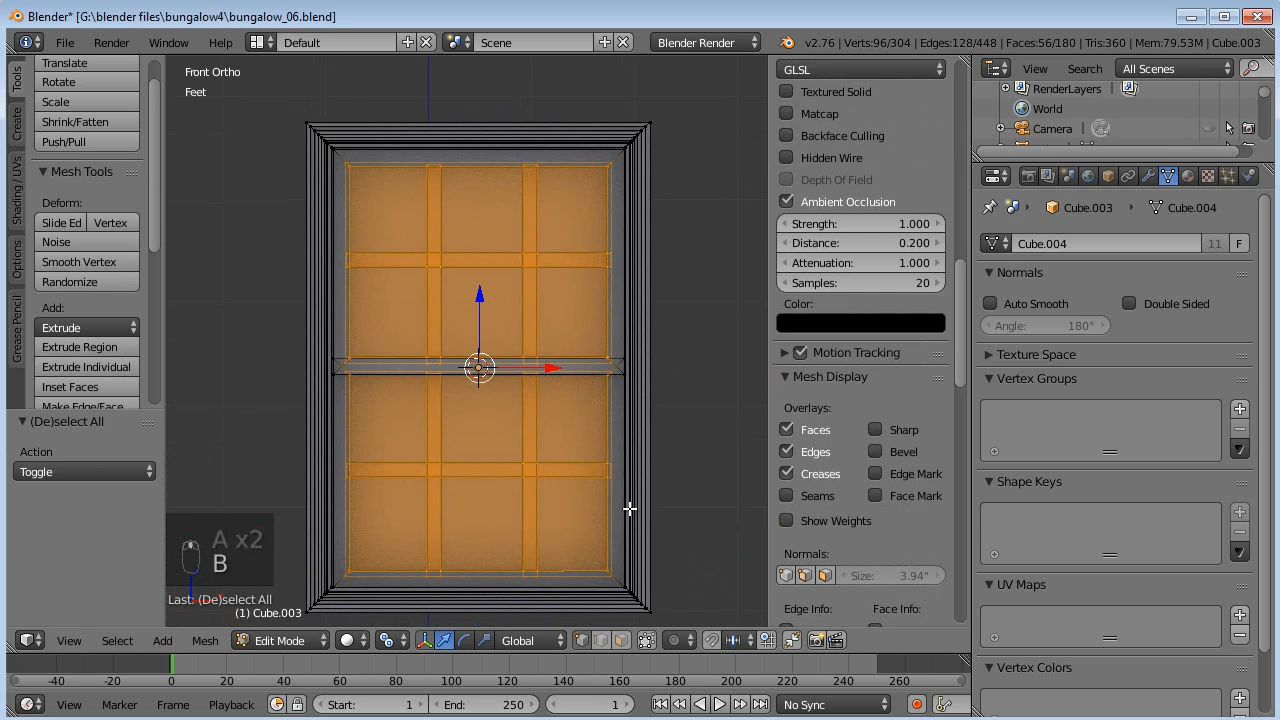 Blender* [G:\blender files\bungalow4\bungalow_06.blend]
File Render Window Help Default Scene Blender Render v2.76 | Verts:96/304 | Edges:128/448 | Faces:56/180 | Tris:360 | Mem:79.53M | Cube.003
Tools
Create
Shading / UVs
Options
Grease Pencil
Translate
Rotate
Scale
Shrink/Fatten
Push/Pull
Mesh Tools
Deform:
Slide Ed Vertex
Noise
Smooth Vertex
Randomize
Add:
Extrude
Extrude Region
Extrude Individual
Inset Faces
Make Edge/Face
(De)select All
Action
Toggle
Front Ortho
Feet
A x2
B
Last: (De)select All
(1) Cube.003
GLSL
Textured Solid
Matcap
Backface Culling
Hidden Wire
Depth Of Field
Ambient Occlusion
Strength: 1.000
Distance: 0.200
Attenuation: 1.000
Samples: 20
Color:
Motion Tracking
Mesh Display
Overlays:
Faces Sharp
Edges Bevel
Creases Edge Mark
Seams Face Mark
Show Weights
Normals:
Size: 3.94"
Edge Info: Face Info:
View Search All Scenes
RenderLayers
World
Camera
Cube.003 Cube.004
Cube.004 11 F
Normals
Auto Smooth Double Sided
Angle: 180°
Texture Space
Vertex Groups
Shape Keys
UV Maps
Vertex Colors
View Select Add Mesh Edit Mode Global
-40 -20 0 20 40 60 80 100 120 140 160 180 200 220 240 260
View Marker Frame Playback Start: 1 End: 250 1 No Sync